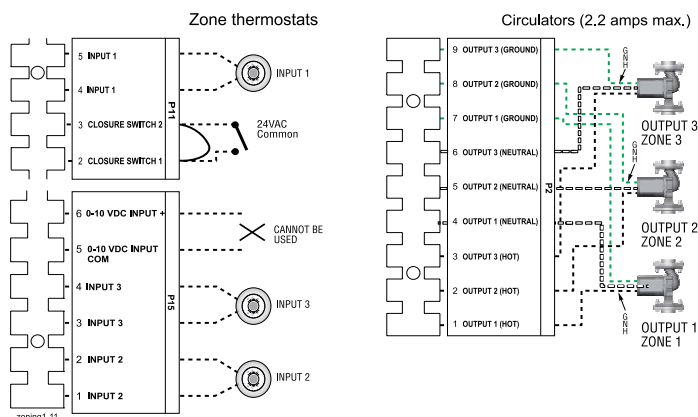 Zone thermostats
5 INPUT 1
4 INPUT 1
3 CLOSURE SWITCH 2
2 CLOSURE SWITCH 1
P11
INPUT 1
24VAC
Common
6 0-10 VDC INPUT +
5 0-10 VDC INPUT
COM
4 INPUT 3
3 INPUT 3
2 INPUT 2
1 INPUT 2
P15
CANNOT BE
USED
INPUT 3
INPUT 2
zoning1-11
Circulators (2.2 amps max.)
9 OUTPUT 3 (GROUND)
8 OUTPUT 2 (GROUND)
7 OUTPUT 1 (GROUND)
6 OUTPUT 3 (NEUTRAL)
5 OUTPUT 2 (NEUTRAL)
4 OUTPUT 1 (NEUTRAL)
3 OUTPUT 3 (HOT)
2 OUTPUT 2 (HOT)
1 OUTPUT 1 (HOT)
P2
G
N
H
OUTPUT 3
ZONE 3
G
N
H
OUTPUT 2
ZONE 2
G
N
H
OUTPUT 1
ZONE 1